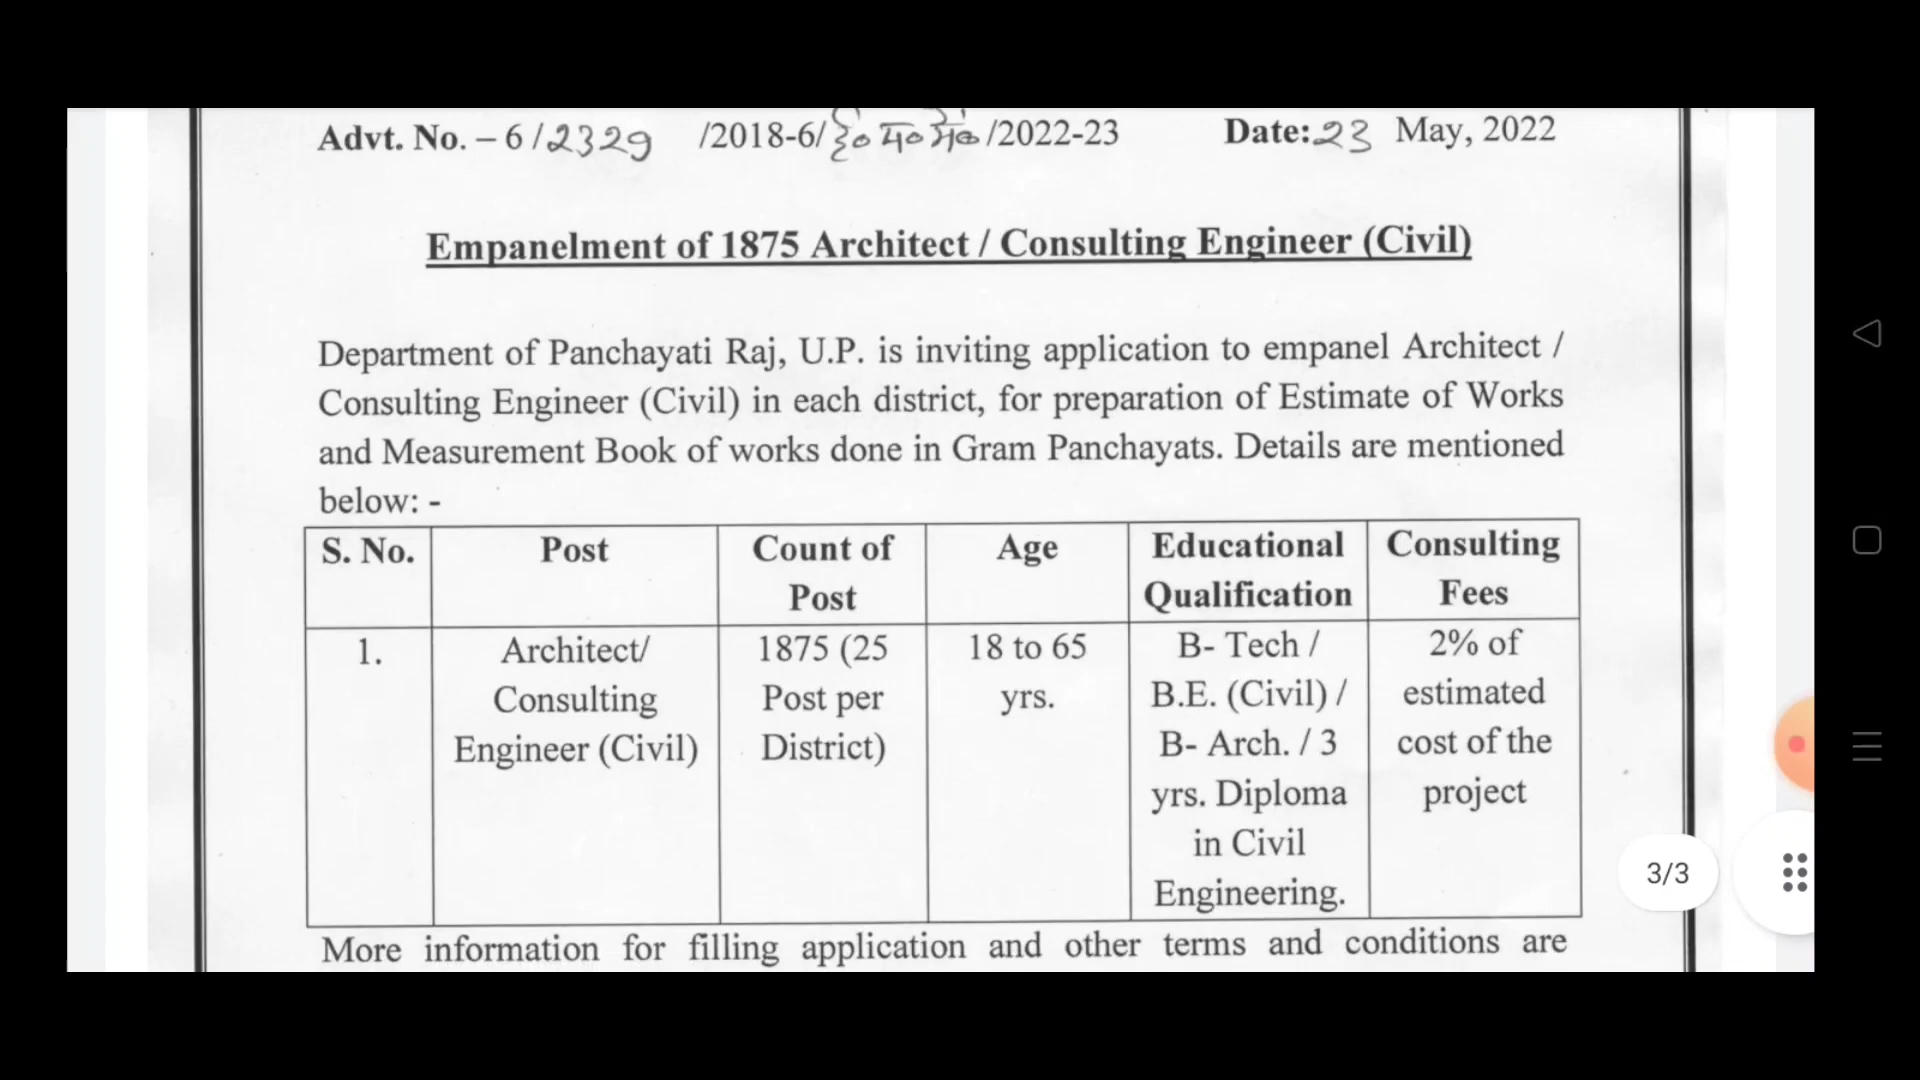 Advt. No. – 6/2329 /2018-6/ /2022-23 Date: 23 May, 2022
Empanelment of 1875 Architect / Consulting Engineer (Civil)
Department of Panchayati Raj, U.P. is inviting application to empanel Architect /
Consulting Engineer (Civil) in each district, for preparation of Estimate of Works
and Measurement Book of works done in Gram Panchayats. Details are mentioned
below: -
S. No. Post Count of Post Age Educational Qualification Consulting Fees
1. Architect/ 1875 (25 18 to 65 B- Tech / 2% of
Consulting Post per yrs. B.E. (Civil) / estimated
Engineer (Civil) District) B- Arch. / 3 cost of the
yrs. Diploma project
in Civil
Engineering.
More information for filling application and other terms and conditions are
3/3